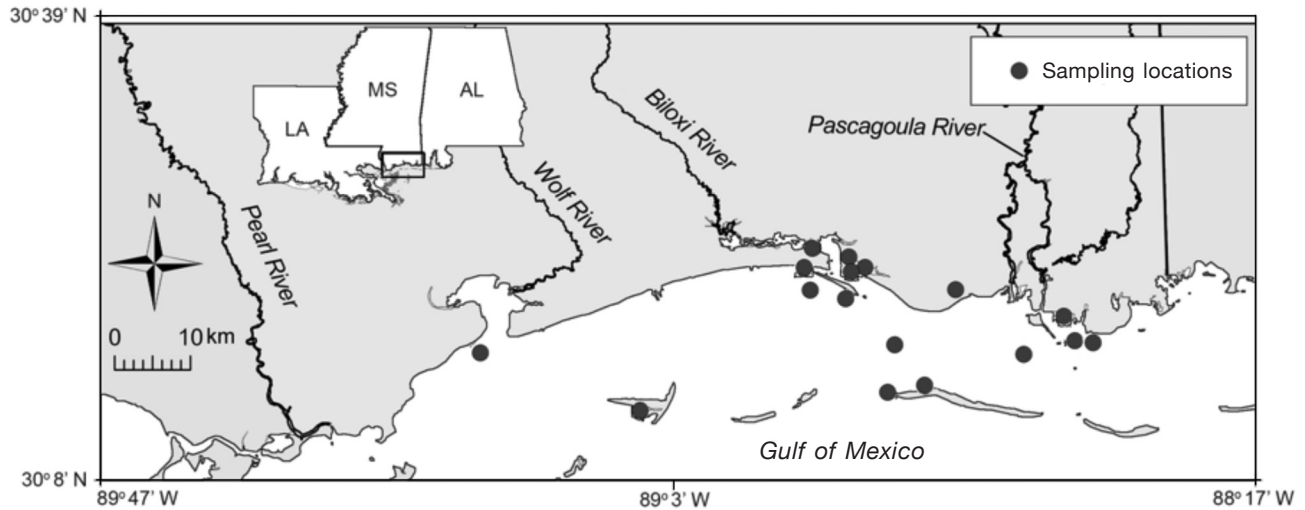 30° 39' N
MS
AL
LA
Sampling locations
Biloxi River
Pascagoula River
Wolf River
N
Pearl River
0 10 km
Gulf of Mexico
30° 8' N
89° 47' W
89° 3' W
88° 17' W